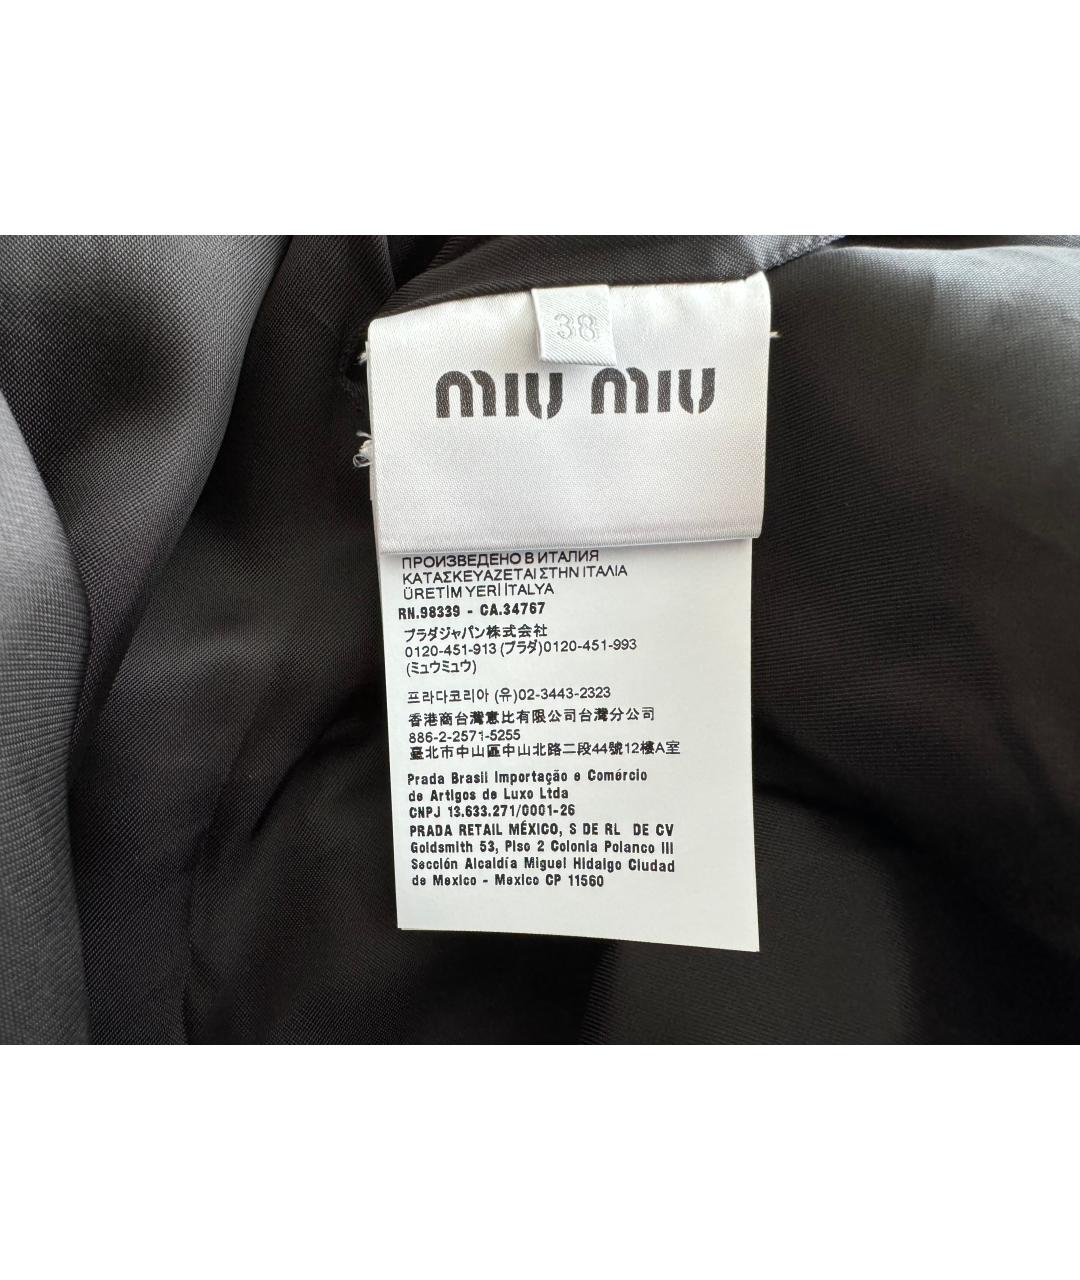 38
miu miu
ПРОИЗВЕДЕНО В ИТАЛИЯ
ΚΑΤΑΣΚΕΥΑΖΕΤΑΙ ΣΤΗΝ ΙΤΑΛΙΑ
ÜRETİM YERİ İTALYA
RN.98339 - CA.34767
プラダジャパン株式会社
0120-451-913 (プラダ)0120-451-993
(ミュウミュウ)
프라다코리아 (유)02-3443-2323
香港商台灣惠比有限公司台灣分公司
886-2-2571-5255
臺北市中山區中山北路二段44號12樓A室
Prada Brasil Importação e Comércio
de Artigos de Luxo Ltda
CNPJ 13.633.271/0001-26
PRADA RETAIL MÉXICO, S DE RL DE CV
Goldsmith 53, Piso 2 Colonia Polanco III
Sección Alcaldía Miguel Hidalgo Ciudad
de Mexico - Mexico CP 11560